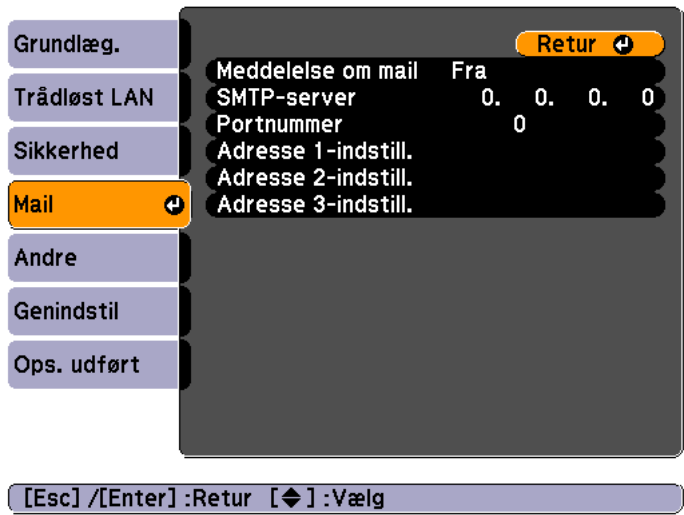 Grundlæg.
Trådløst LAN
Sikkerhed
Mail
Andre
Genindstil
Ops. udført
Retur
Meddelelse om mail Fra
SMTP-server 0. 0. 0. 0
Portnummer 0
Adresse 1-indstill.
Adresse 2-indstill.
Adresse 3-indstill.
[Esc] /[Enter] :Retur [◆] :Vælg